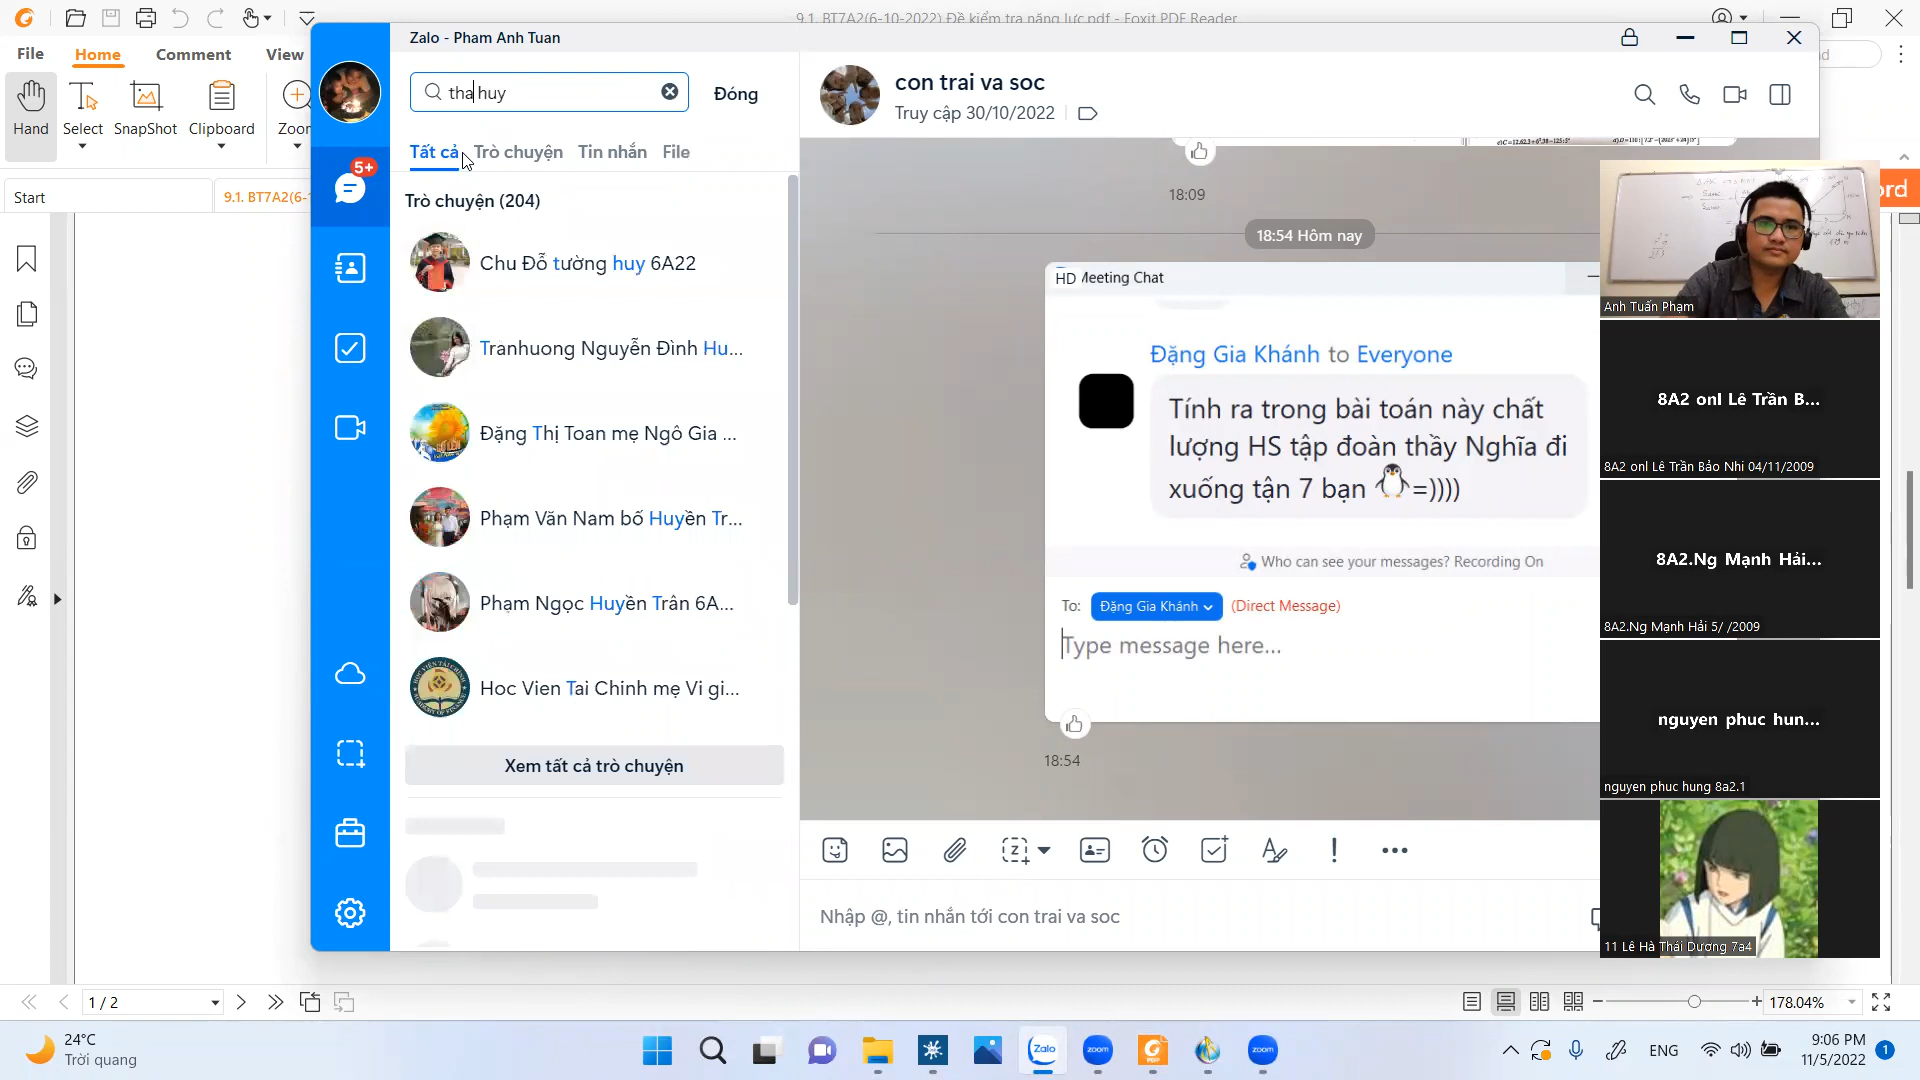 9.1. BT7A2(6-10-2022) Đề kiểm tra năng lực.pdf - Foxit PDF Reader
File
Home
Comment
View
Hand
Select
SnapShot
Clipboard
Zoom
Start
9.1. BT7A2(6-1
Zalo - Pham Anh Tuan
tha huy
Đóng
Tất cả
Trò chuyện
Tin nhắn
File
5+
Trò chuyện (204)
Chu Đỗ tường huy 6A22
Tranhuong Nguyễn Đình Hu...
Đặng Thị Toan mẹ Ngô Gia ...
Phạm Văn Nam bố Huyền Tr...
Phạm Ngọc Huyền Trân 6A...
Hoc Vien Tai Chinh mẹ Vi gi...
Xem tất cả trò chuyện
con trai va soc
Truy cập 30/10/2022
18:09
18:54 Hôm nay
HD
Meeting Chat
Đặng Gia Khánh to Everyone
Tính ra trong bài toán này chất
lượng HS tập đoàn thầy Nghĩa đi
xuống tận 7 bạn =))))
Who can see your messages? Recording On
To: Đặng Gia Khánh (Direct Message)
Type message here...
18:54
Nhập @, tin nhắn tới con trai va soc
ord
Anh Tuấn Phạm
8A2 onl Lê Trần B...
8A2 onl Lê Trần Bảo Nhi 04/11/2009
8A2.Ng Mạnh Hải...
8A2.Ng Mạnh Hải 5/ /2009
nguyen phuc hun...
nguyen phuc hung 8a2.1
11 Lê Hà Thái Dương 7a4
1 / 2
178.04%
24°C
Trời quang
Zalo
zoom
zoom
ENG
9:06 PM
11/5/2022
1